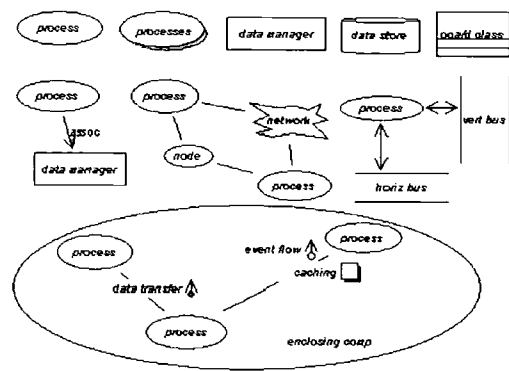 process
processes
data manager
data store
process
process
network
process
vert bus
assoc
node
data manager
process
horiz bus
process
event flow
process
caching
data transfer
process
enclosing comp